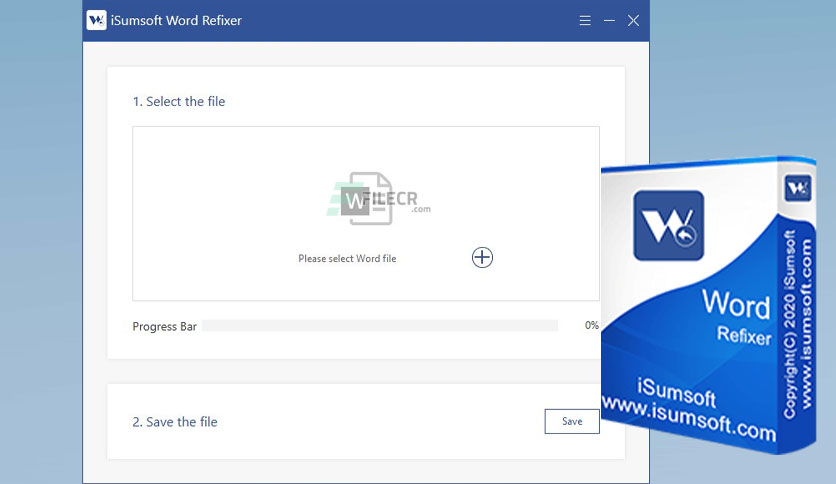 iSumsoft Word Refixer
1. Select the file
W
FILECR
.com
Please select Word file
Progress Bar
0%
2. Save the file
Save
W
Word
Refixer
iSumsoft
www.isumsoft.com
W
Copyright(C) 2020 iSumsoft
www.isumsoft.com